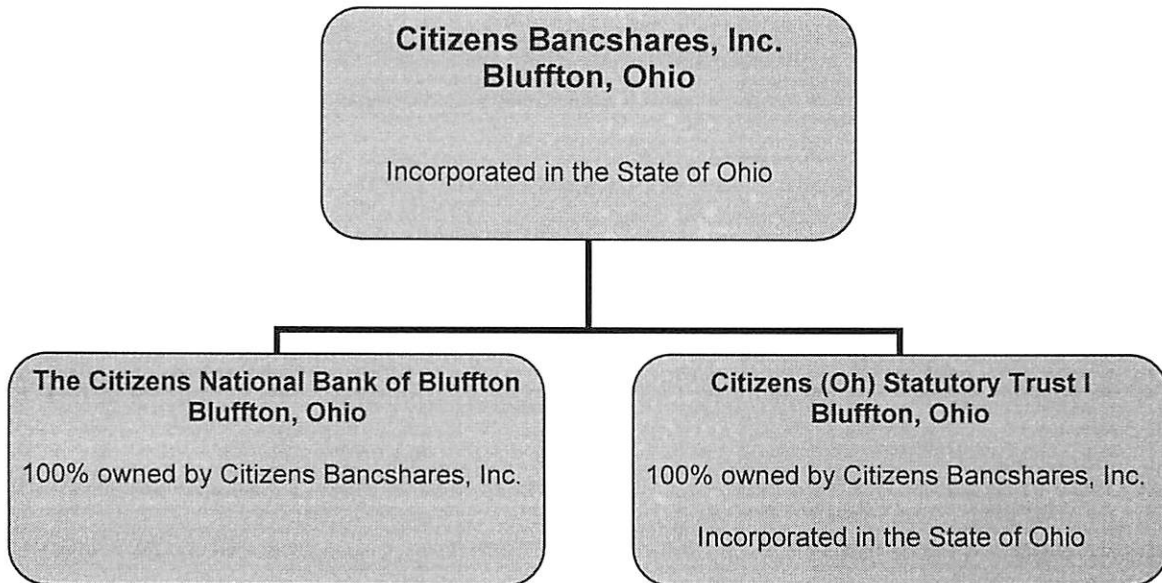 Citizens Bancshares, Inc.
Bluffton, Ohio
Incorporated in the State of Ohio
The Citizens National Bank of Bluffton
Bluffton, Ohio
100% owned by Citizens Bancshares, Inc.
Citizens (Oh) Statutory Trust I
Bluffton, Ohio
100% owned by Citizens Bancshares, Inc.
Incorporated in the State of Ohio